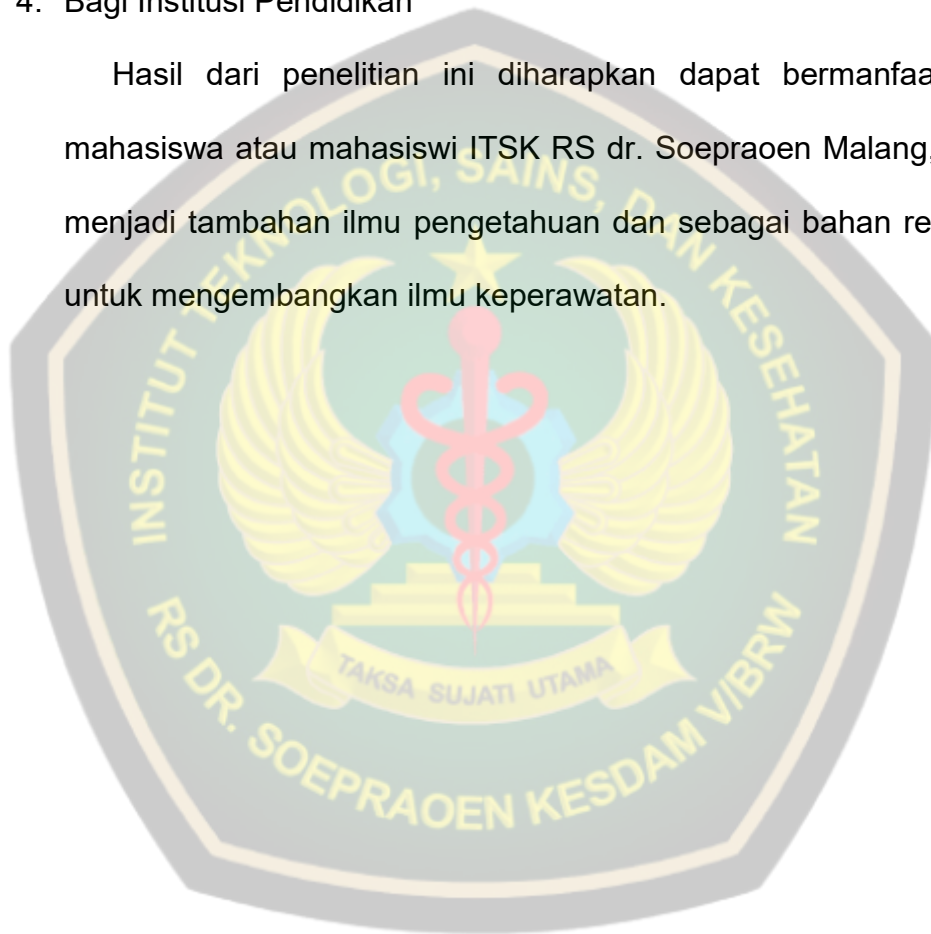 4. Bagi Institusi Pendidikan
Hasil dari penelitian ini diharapkan dapat
mahasiswa atau mahasiswi ITSK RS dr. Soepraoen Malang,
menjadi tambahan ilmu pengetahuan dan sebagai bahan
untuk mengembangkan ilmu keperawatan.
INSTITUT TEKNOLOGI, SAINS, DAN KESEHATAN
TAKSA SUJATI UTAMA
RS DR. SOEPRAOEN KESDAM V/BRW